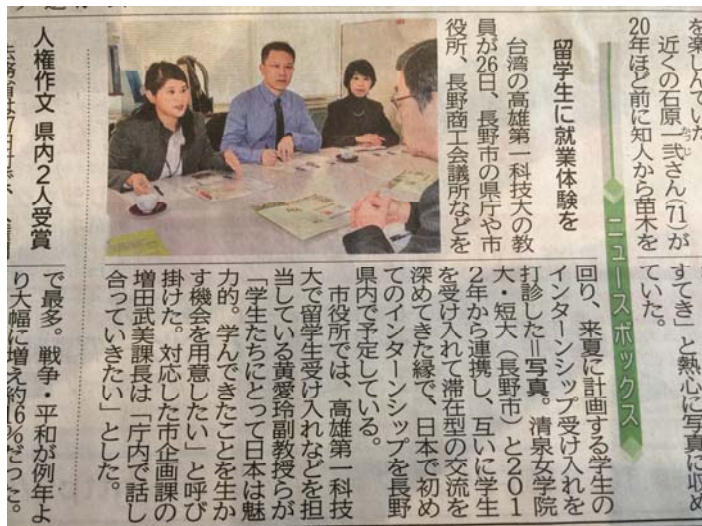 を楽しんでいた。
近くの石原一弐さん(71)が
20年ほど前に知人から苗木を
すてき」と熱心に写真に収め
ていた。
ニュースボックス
留学生に就業体験を
台湾の高雄第一科技大の教
員が26日、長野市の県庁や市
役所、長野商工会議所などを
回り、来夏に計画する学生の
インターンシップ受け入れを
打診した=写真。清泉女学院
大・短大(長野市)と201
2年から連携し、互いに学生
を受け入れて滞在型の交流を
深めてきた縁で、日本で初め
てのインターンシップを長野
県内で予定している。
市役所では、高雄第一科技
大で留学生受け入れなどを担
当している黄愛玲副教授らが
「学生たちにとって日本は魅
力的。学んできたことを生か
す機会を用意したい」と呼び
掛けた。対応した市企画課の
増田武美課長は「庁内で話し
合っていきたい」とした。
人権作文 県内2人受賞
で最多。戦争・平和が例年よ
り大幅に増え約16%だった。